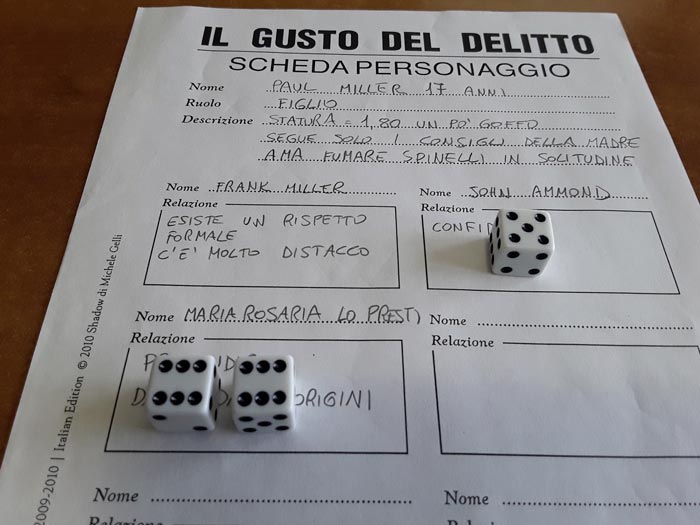 IL GUSTO DEL DELITTO
SCHEDA PERSONAGGIO
Nome PAUL MILLER 17 ANNI
Ruolo FIGLIO
Descrizione STATURA = 1,80 UN PO' GOFFO
SEGUE SOLO I CONSIGLI DELLA MADRE
AMA FUMARE SPINELLI IN SOLITUDINE
Nome FRANK MILLER
Relazione
ESISTE UN RISPETTO
FORMALE
C'E' MOLTO DISTACCO
Nome JOHN AMMOND
Relazione
Nome MARIA ROSARIA LO PRESTI
Relazione
ORIGINI
Nome
Relazione
Nome
Relazione
Nome
2009-2010 | Italian Edition © 2010 Shadow di Michele Gelli